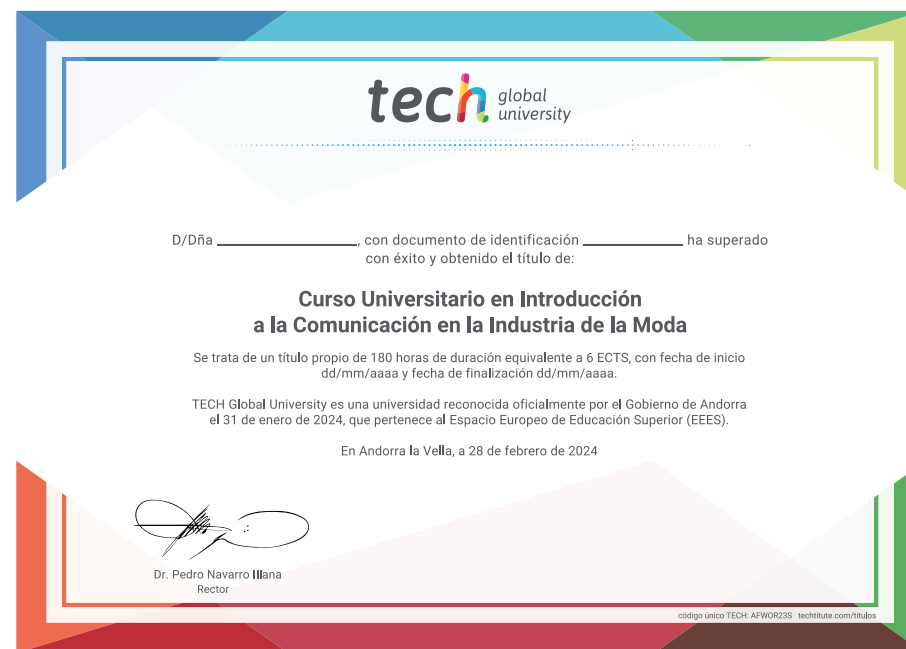 tech global university
D/Dña ____________________, con documento de identificación ______________ ha superado
con éxito y obtenido el título de:
Curso Universitario en Introducción
a la Comunicación en la Industria de la Moda
Se trata de un título propio de 180 horas de duración equivalente a 6 ECTS, con fecha de inicio
dd/mm/aaaa y fecha de finalización dd/mm/aaaa.
TECH Global University es una universidad reconocida oficialmente por el Gobierno de Andorra
el 31 de enero de 2024, que pertenece al Espacio Europeo de Educación Superior (EEES).
En Andorra la Vella, a 28 de febrero de 2024
Dr. Pedro Navarro Illana
Rector
código único TECH: AFWOR23S techtitute.com/titulos